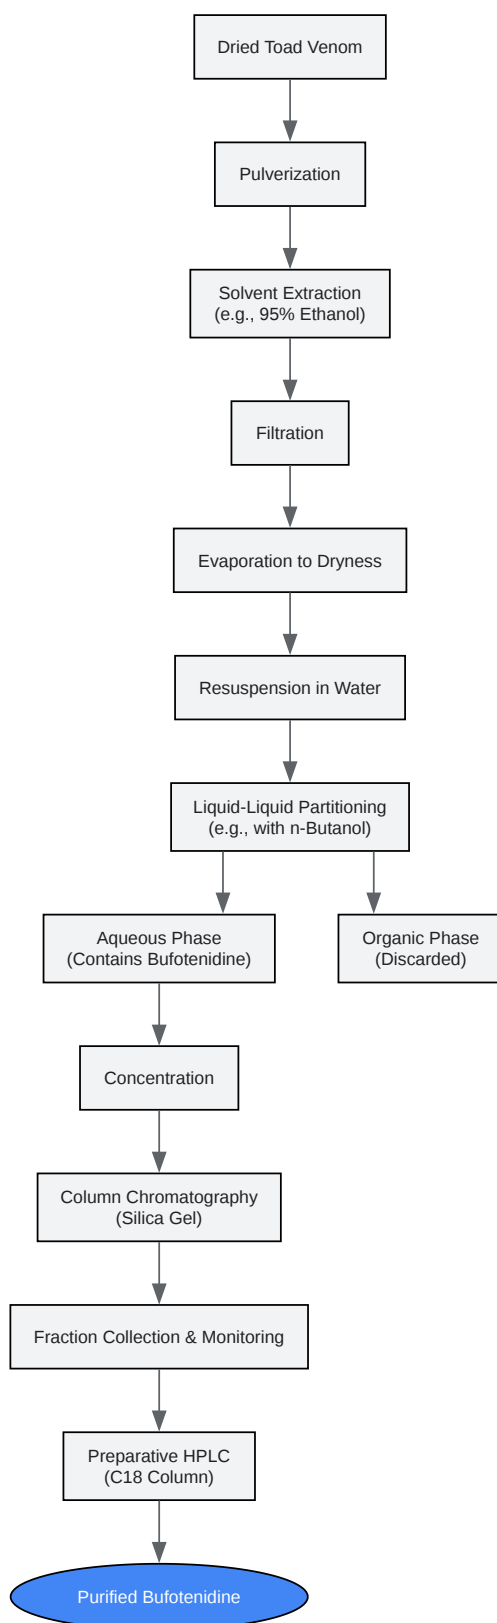 Dried Toad Venom
Pulverization
Solvent Extraction
(e.g., 95% Ethanol)
Filtration
Evaporation to Dryness
Resuspension in Water
Liquid-Liquid Partitioning
(e.g., with n-Butanol)
Aqueous Phase
(Contains Bufotenidine)
Organic Phase
(Discarded)
Concentration
Column Chromatography
(Silica Gel)
Fraction Collection & Monitoring
Preparative HPLC
(C18 Column)
Purified Bufotenidine